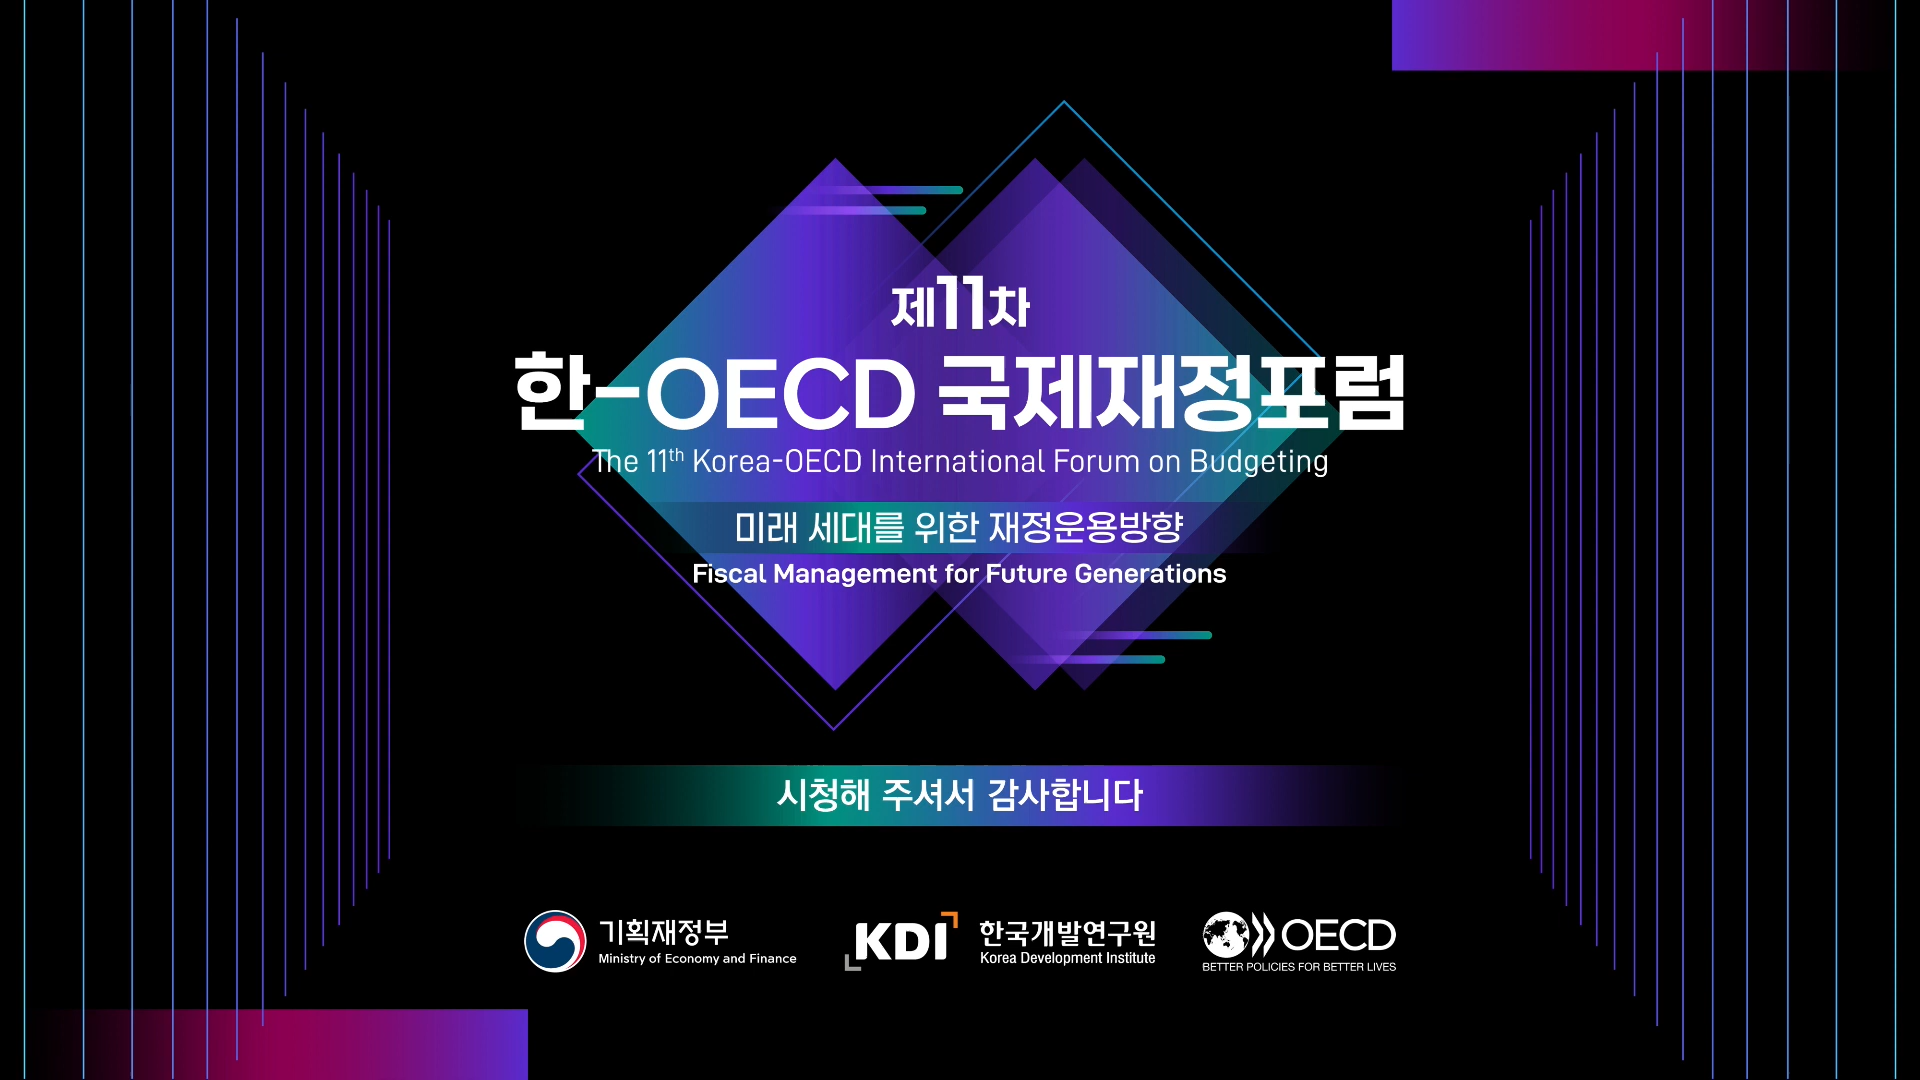 제11차
한-OECD 국제재정포럼
The 11th Korea-OECD International Forum on Budgeting
미래 세대를 위한 재정운용방향
Fiscal Management for Future Generations
시청해 주셔서 감사합니다
기획재정부
Ministry of Economy and Finance
KDI
한국개발연구원
Korea Development Institute
OECD
BETTER POLICIES FOR BETTER LIVES